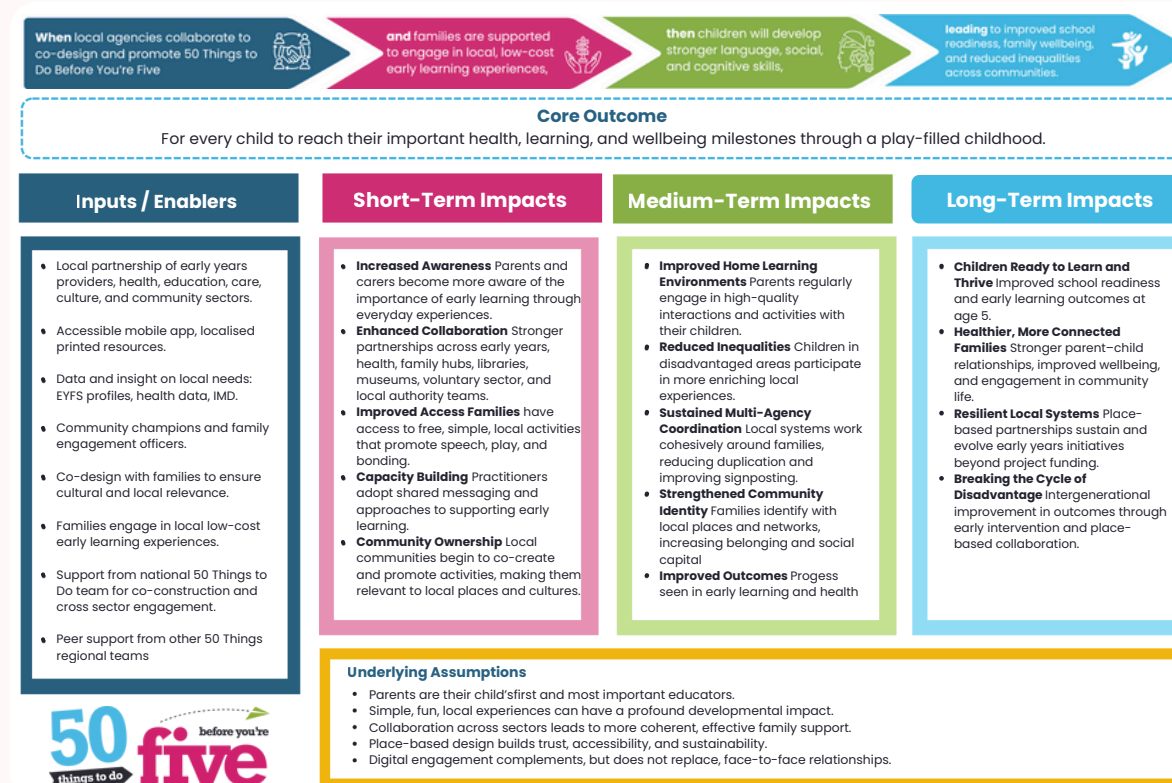 When local agencies collaborate to
co-design and promote 50 Things to
Do Before You're Five
and families are supported
to engage in local, low-cost
early learning experiences,
then children will develop
stronger language, social,
and cognitive skills,
leading to improved school
readiness, family wellbeing,
and reduced inequalities
across communities.
Core Outcome
For every child to reach their important health, learning, and wellbeing milestones through a play-filled childhood.
Inputs / Enablers
• Local partnership of early years
providers, health, education, care,
culture, and community sectors.
• Accessible mobile app, localised
printed resources.
• Data and insight on local needs:
EYFS profiles, health data, IMD.
• Community champions and family
engagement officers.
• Co-design with families to ensure
cultural and local relevance.
• Families engage in local low-cost
early learning experiences.
• Support from national 50 Things to
Do team for co-construction and
cross sector engagement.
• Peer support from other 50 Things
regional teams
Short-Term Impacts
• Increased Awareness Parents and
carers become more aware of the
importance of early learning through
everyday experiences.
• Enhanced Collaboration Stronger
partnerships across early years,
health, family hubs, libraries,
museums, voluntary sector, and
local authority teams.
• Improved Access Families have
access to free, simple, local activities
that promote speech, play, and
bonding.
• Capacity Building Practitioners
adopt shared messaging and
approaches to supporting early
learning.
• Community Ownership Local
communities begin to co-create
and promote activities, making them
relevant to local places and cultures.
Medium-Term Impacts
• Improved Home Learning
Environments Parents regularly
engage in high-quality
interactions and activities with
their children.
• Reduced Inequalities Children in
disadvantaged areas participate
in more enriching local
experiences.
• Sustained Multi-Agency
Coordination Local systems work
cohesively around families,
reducing duplication and
improving signposting.
• Strengthened Community
Identity Families identify with
local places and networks,
increasing belonging and social
capital
• Improved Outcomes Progess
seen in early learning and health
Long-Term Impacts
• Children Ready to Learn and
Thrive Improved school readiness
and early learning outcomes at
age 5.
• Healthier, More Connected
Families Stronger parent–child
relationships, improved wellbeing,
and engagement in community
life.
• Resilient Local Systems Place-
based partnerships sustain and
evolve early years initiatives
beyond project funding.
• Breaking the Cycle of
Disadvantage Intergenerational
improvement in outcomes through
early intervention and place-
based collaboration.
Underlying Assumptions
• Parents are their child'sfirst and most important educators.
• Simple, fun, local experiences can have a profound developmental impact.
• Collaboration across sectors leads to more coherent, effective family support.
• Place-based design builds trust, accessibility, and sustainability.
• Digital engagement complements, but does not replace, face-to-face relationships.
50
things to do
before you're
five